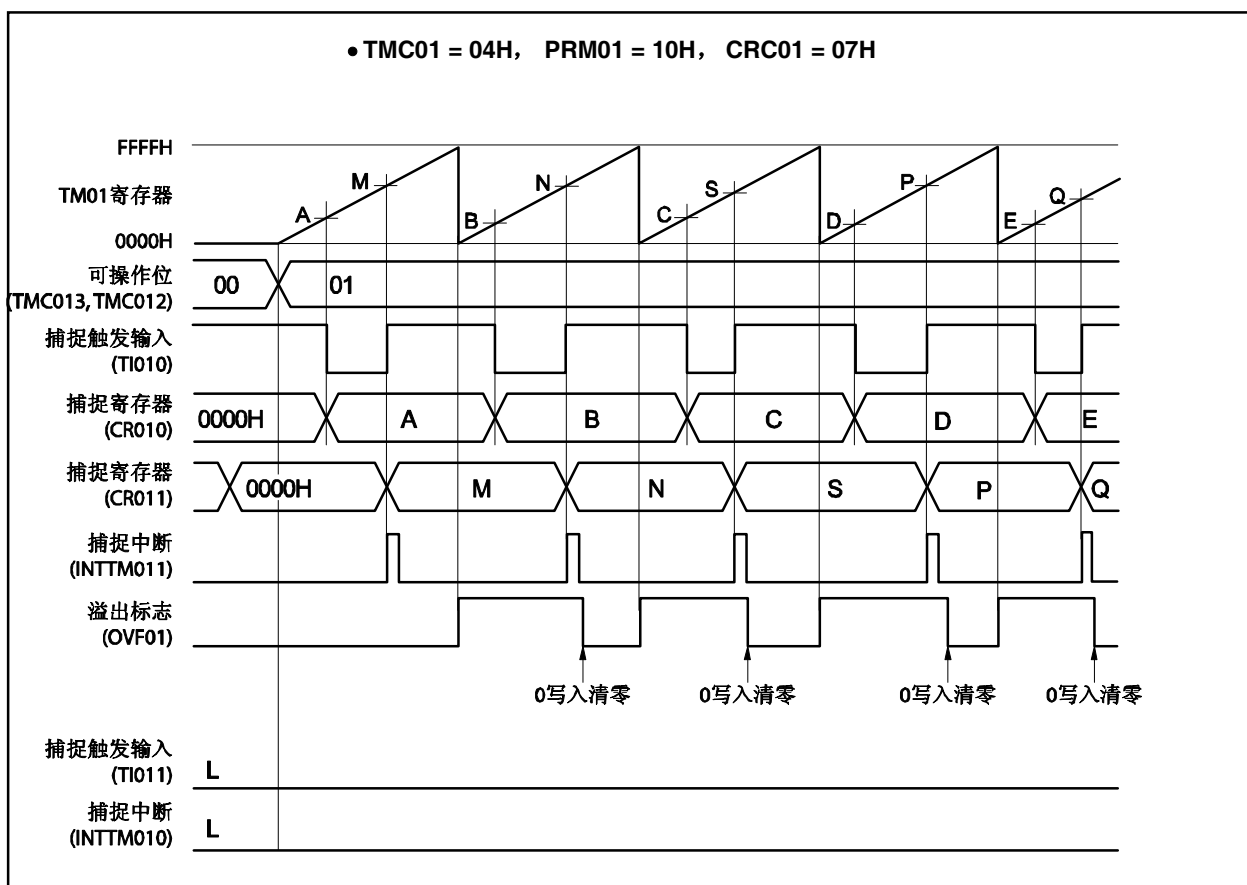 • TMC01 = 04H， PRM01 = 10H， CRC01 = 07H
FFFFH
TM01寄存器
0000H
A M B N C S D P E Q
可操作位
(TMC013, TMC012)
00 01
捕捉触发输入
(TI010)
捕捉寄存器
(CR010)
0000H A B C D E
捕捉寄存器
(CR011)
0000H M N S P Q
捕捉中断
(INTTM011)
溢出标志
(OVF01)
0写入清零 0写入清零 0写入清零 0写入清零
捕捉触发输入
(TI011)
L
捕捉中断
(INTTM010)
L